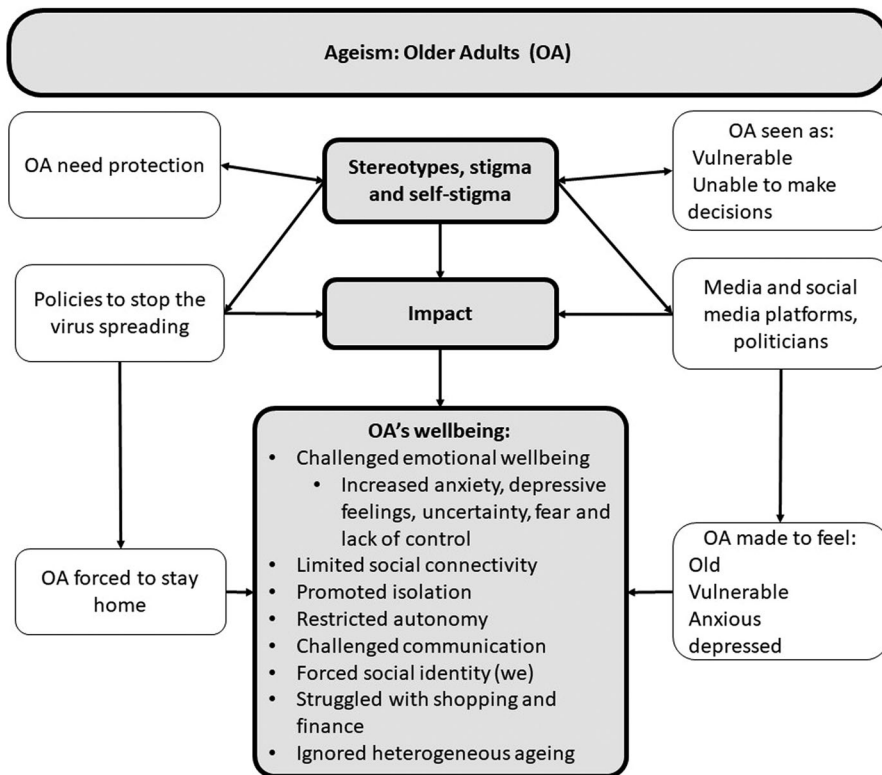 Ageism: Older Adults  (OA)
OA need protection
Stereotypes, stigma
and self-stigma
OA seen as:
Vulnerable
Unable to make
decisions
Policies to stop the
virus spreading
Impact
Media and social
media platforms,
politicians
OA's wellbeing:
• Challenged emotional wellbeing
• Increased anxiety, depressive
feelings, uncertainty, fear and
lack of control
• Limited social connectivity
• Promoted isolation
• Restricted autonomy
• Challenged communication
• Forced social identity (we)
• Struggled with shopping and
finance
• Ignored heterogeneous ageing
OA forced to stay
home
OA made to feel:
Old
Vulnerable
Anxious
depressed